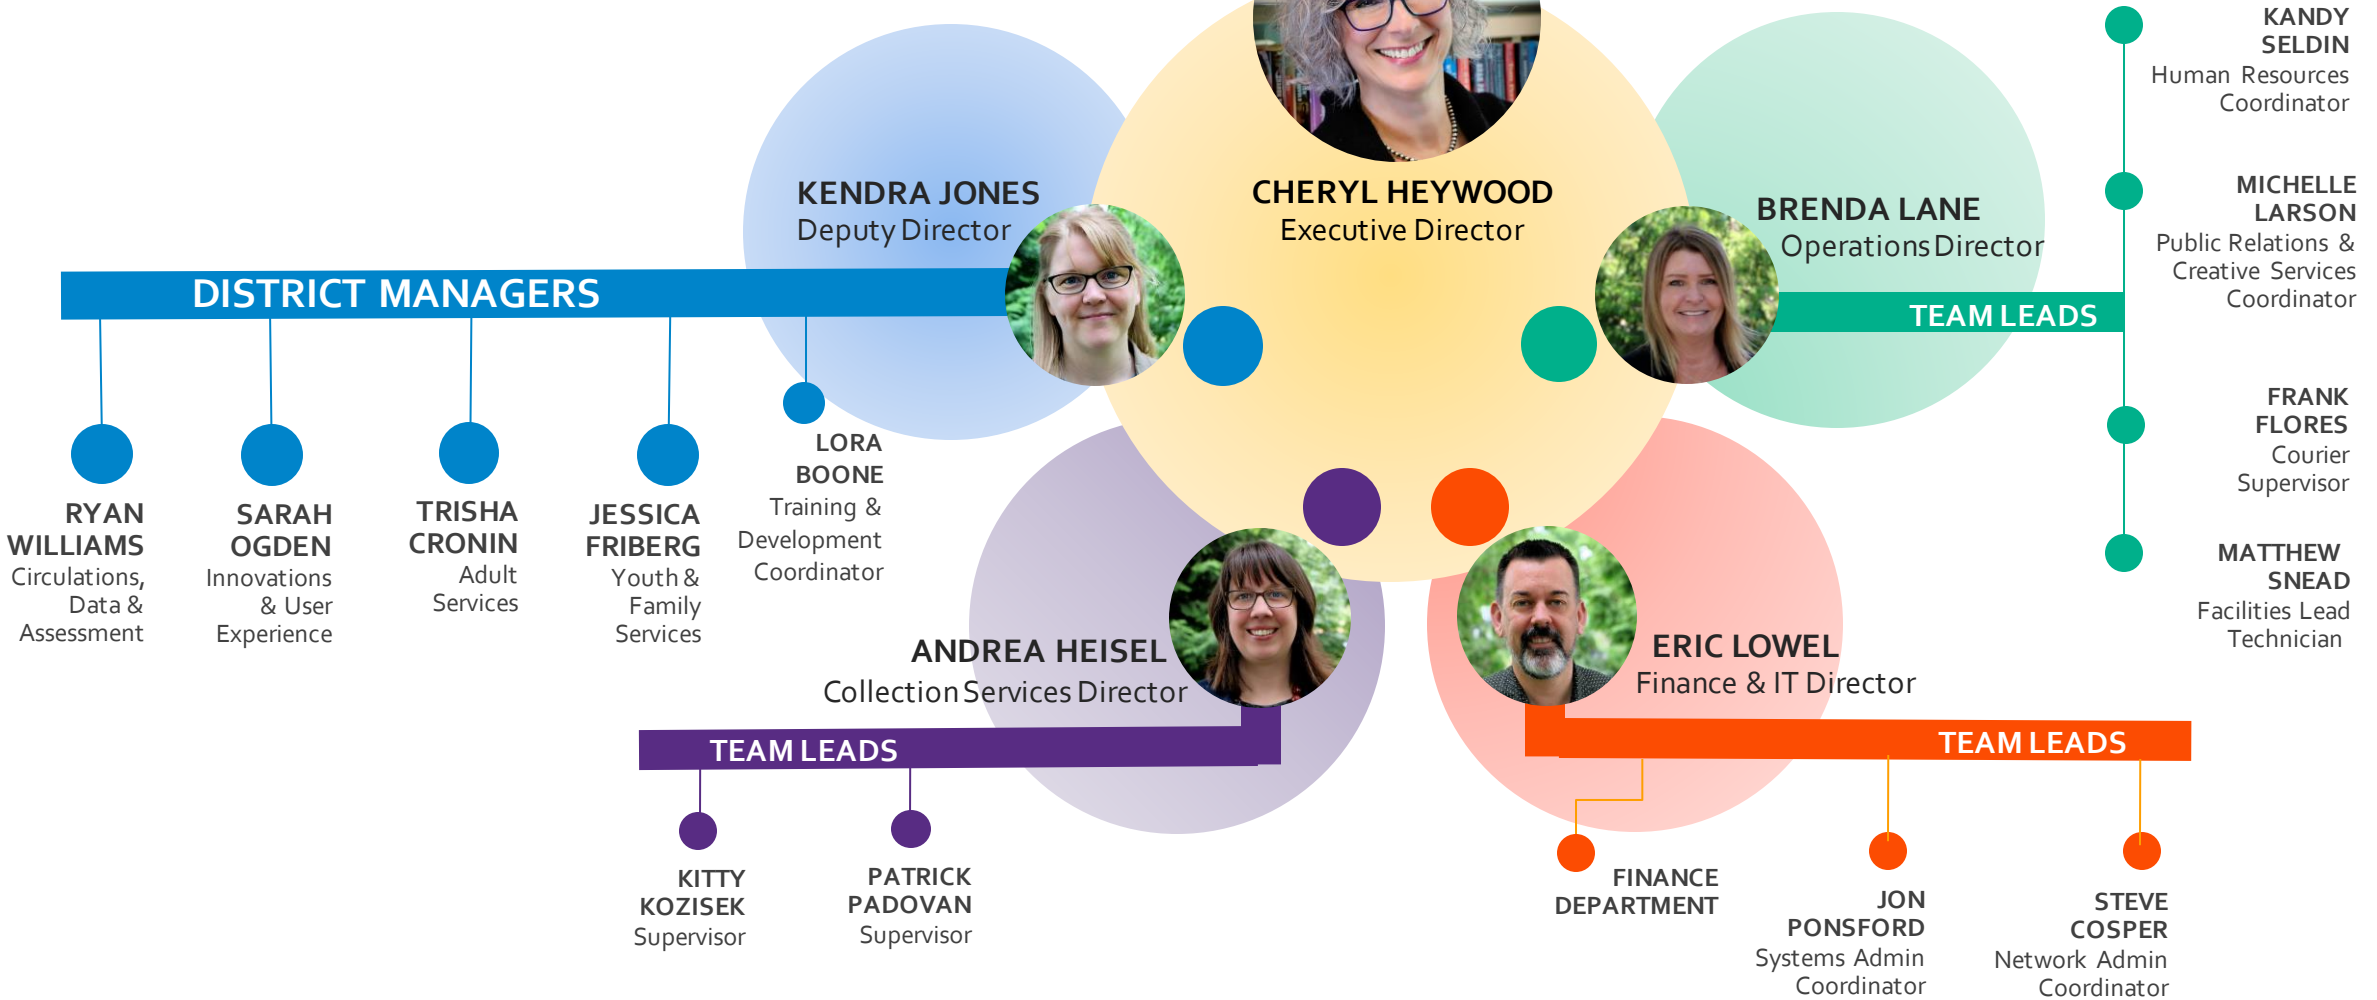 CHERYL HEYWOOD
Executive Director
KENDRA JONES
Deputy Director
DISTRICT MANAGERS
RYAN
WILLIAMS
Circulations,
Data &
Assessment
SARAH
OGDEN
Innovations
& User
Experience
TRISHA
CRONIN
Adult
Services
JESSICA
FRIBERG
Youth &
Family
Services
LORA
BOONE
Training &
Development
Coordinator
BRENDA LANE
Operations Director
TEAM LEADS
KANDY
SELDIN
Human Resources
Coordinator
MICHELLE
LARSON
Public Relations &
Creative Services
Coordinator
FRANK
FLORES
Courier
Supervisor
MATTHEW
SNEAD
Facilities Lead
Technician
ANDREA HEISEL
Collection Services Director
TEAM LEADS
KITTY
KOZISEK
Supervisor
PATRICK
PADOVAN
Supervisor
ERIC LOWEL
Finance & IT Director
TEAM LEADS
FINANCE
DEPARTMENT
JON
PONSFORD
Systems Admin
Coordinator
STEVE
COSPER
Network Admin
Coordinator